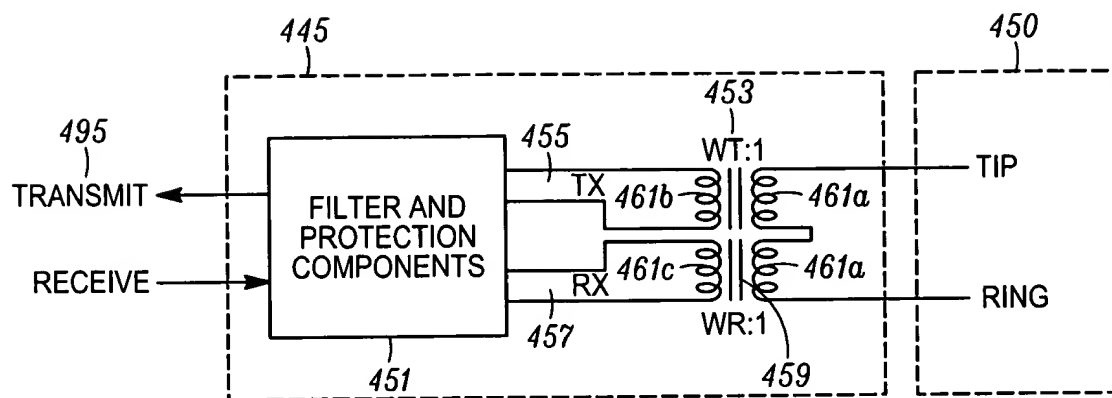 445
450
495
TRANSMIT
RECEIVE
FILTER AND
PROTECTION
COMPONENTS
451
455
TX
RX
457
453
WT:1
461b
461a
461c
461a
WR:1
459
TIP
RING